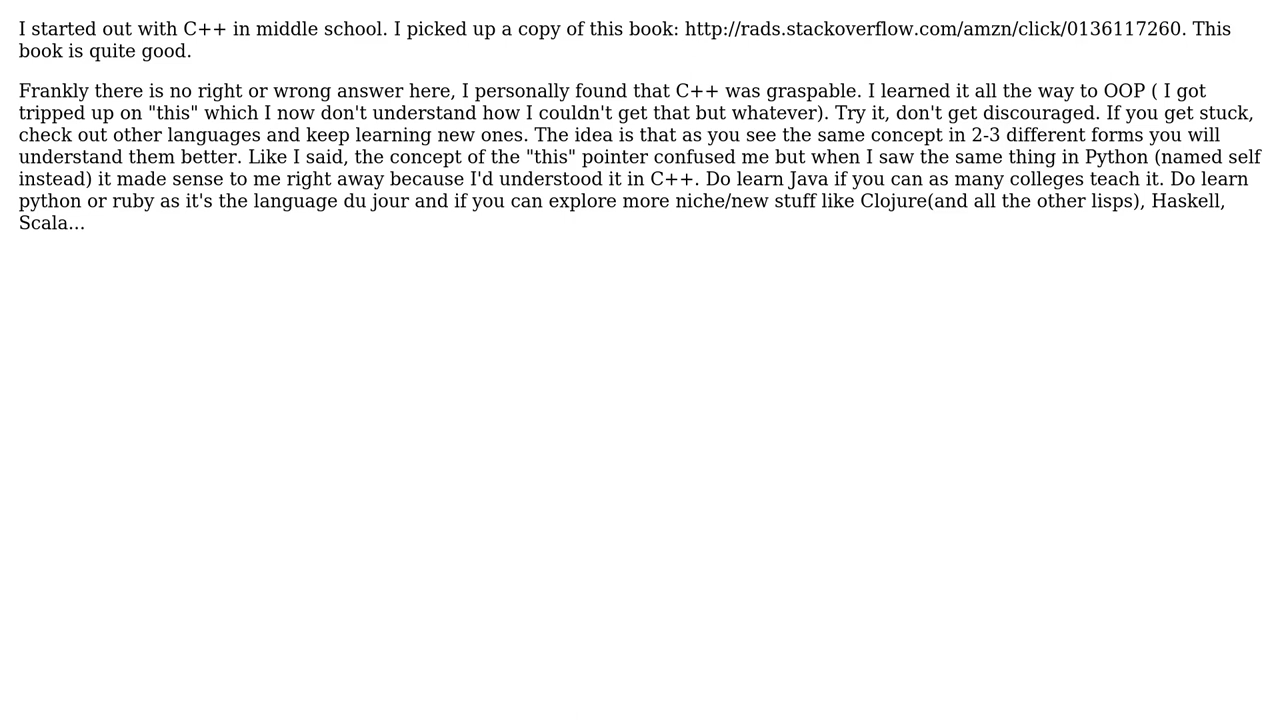 I started out with C++ in middle school. I picked up a copy of this book: http://rads.stackoverflow.com/amzn/click/0136117260. This
book is quite good.
Frankly there is no right or wrong answer here, I personally found that C++ was graspable. I learned it all the way to OOP ( I got
tripped up on "this" which I now don't understand how I couldn't get that but whatever). Try it, don't get discouraged. If you get stuck,
check out other languages and keep learning new ones. The idea is that as you see the same concept in 2-3 different forms you will
understand them better. Like I said, the concept of the "this" pointer confused me but when I saw the same thing in Python (named self
instead) it made sense to me right away because I'd understood it in C++. Do learn Java if you can as many colleges teach it. Do learn
python or ruby as it's the language du jour and if you can explore more niche/new stuff like Clojure(and all the other lisps), Haskell,
Scala...